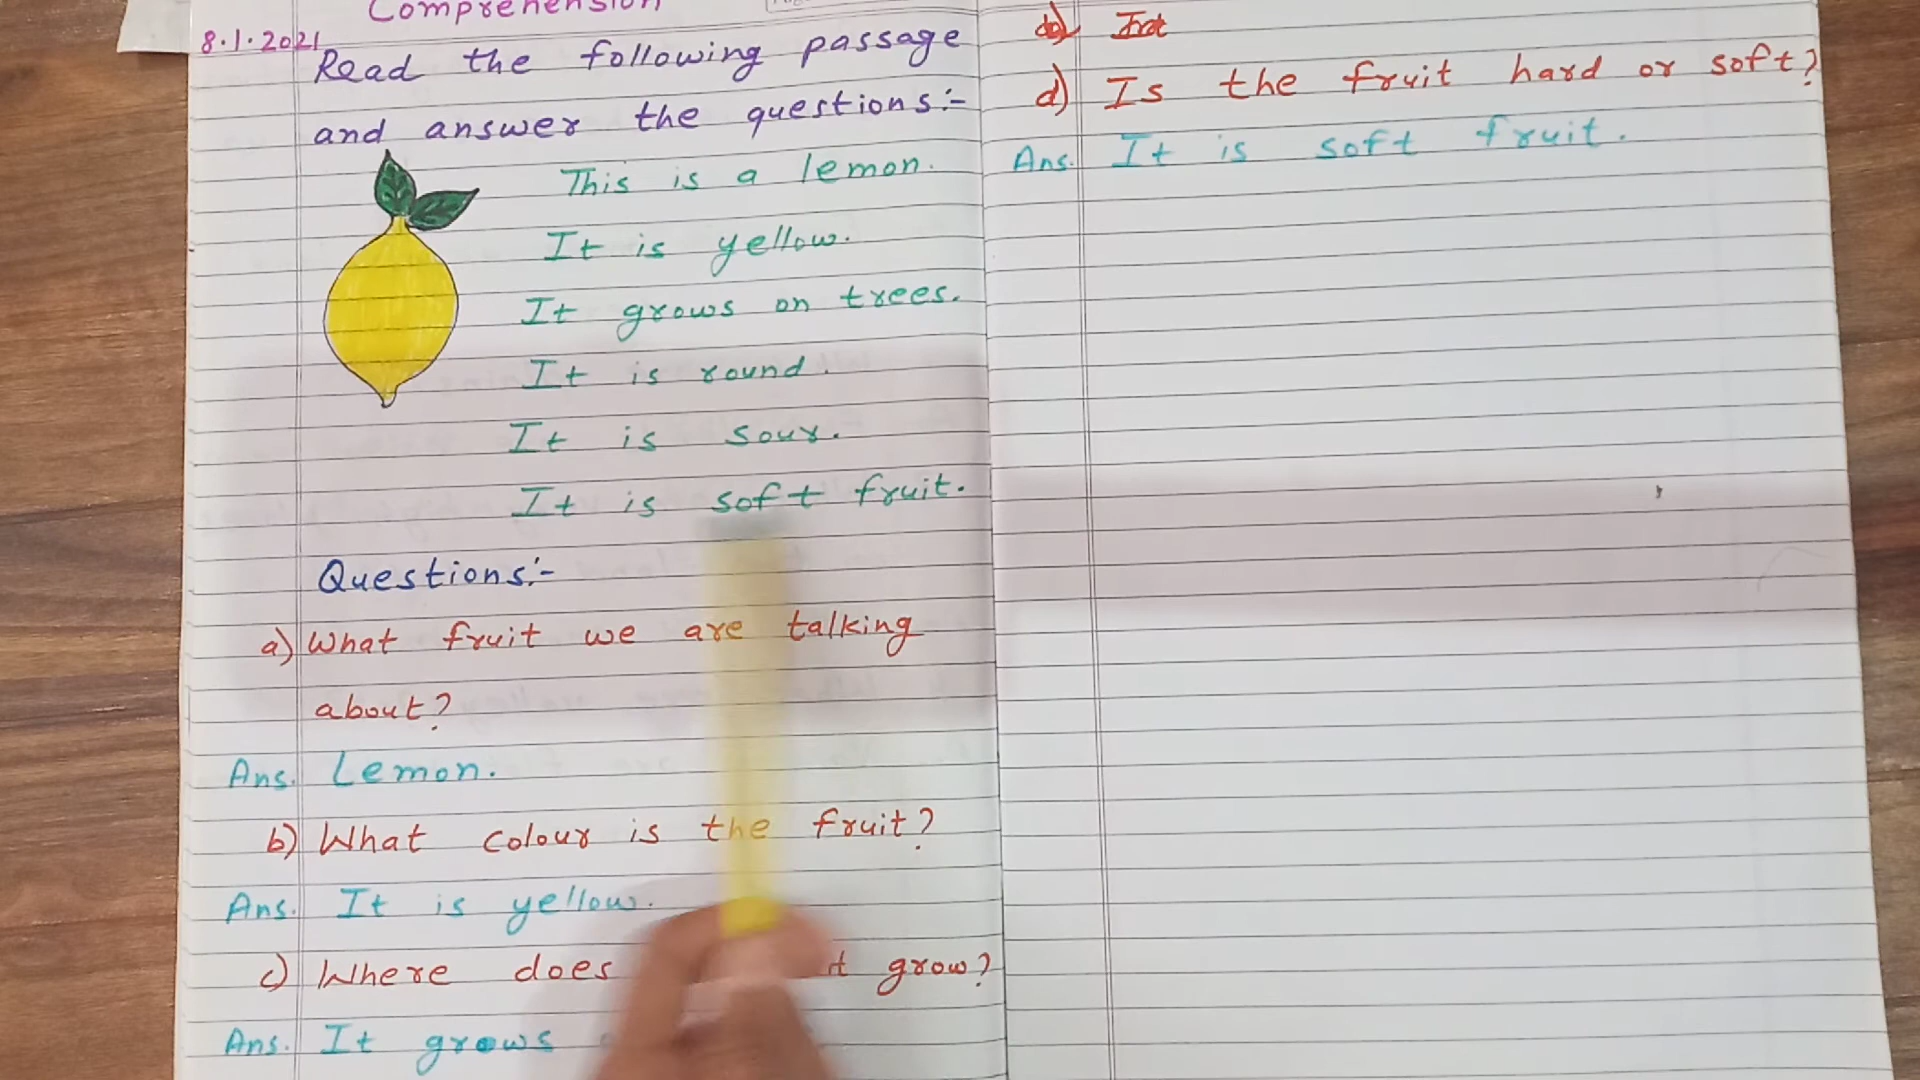 Comprehension
8.1.2021
Read the following passage
and answer the questions:-
This is a lemon.
It is yellow.
It grows on trees.
It is round.
It is sour.
It is soft fruit.
Questions:-
a) What fruit we are talking
about?
Ans. Lemon.
b) What colour is the fruit?
Ans. It is yellow.
c) Where does grow?
Ans. It grows
d) Is the fruit hard or soft?
Ans. It is soft fruit.